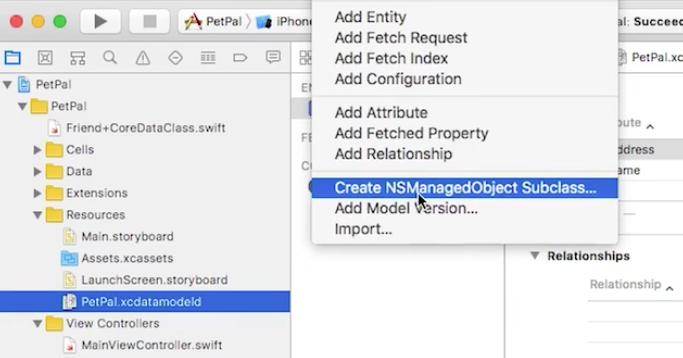 PetPal
iPhone
al: Succee
PetPal
PetPal
Friend+CoreDataClass.swift
Cells
Data
Extensions
Resources
Main.storyboard
Assets.xcassets
LaunchScreen.storyboard
PetPal.xcdatamodeld
View Controllers
MainViewController.swift
Add Entity
Add Fetch Request
Add Fetch Index
Add Configuration
Add Attribute
Add Fetched Property
Add Relationship
Create NSManagedObject Subclass...
Add Model Version...
Import...
EN
FE
PetPal.xc
bute
ddress
ame
Relationships
Relationship